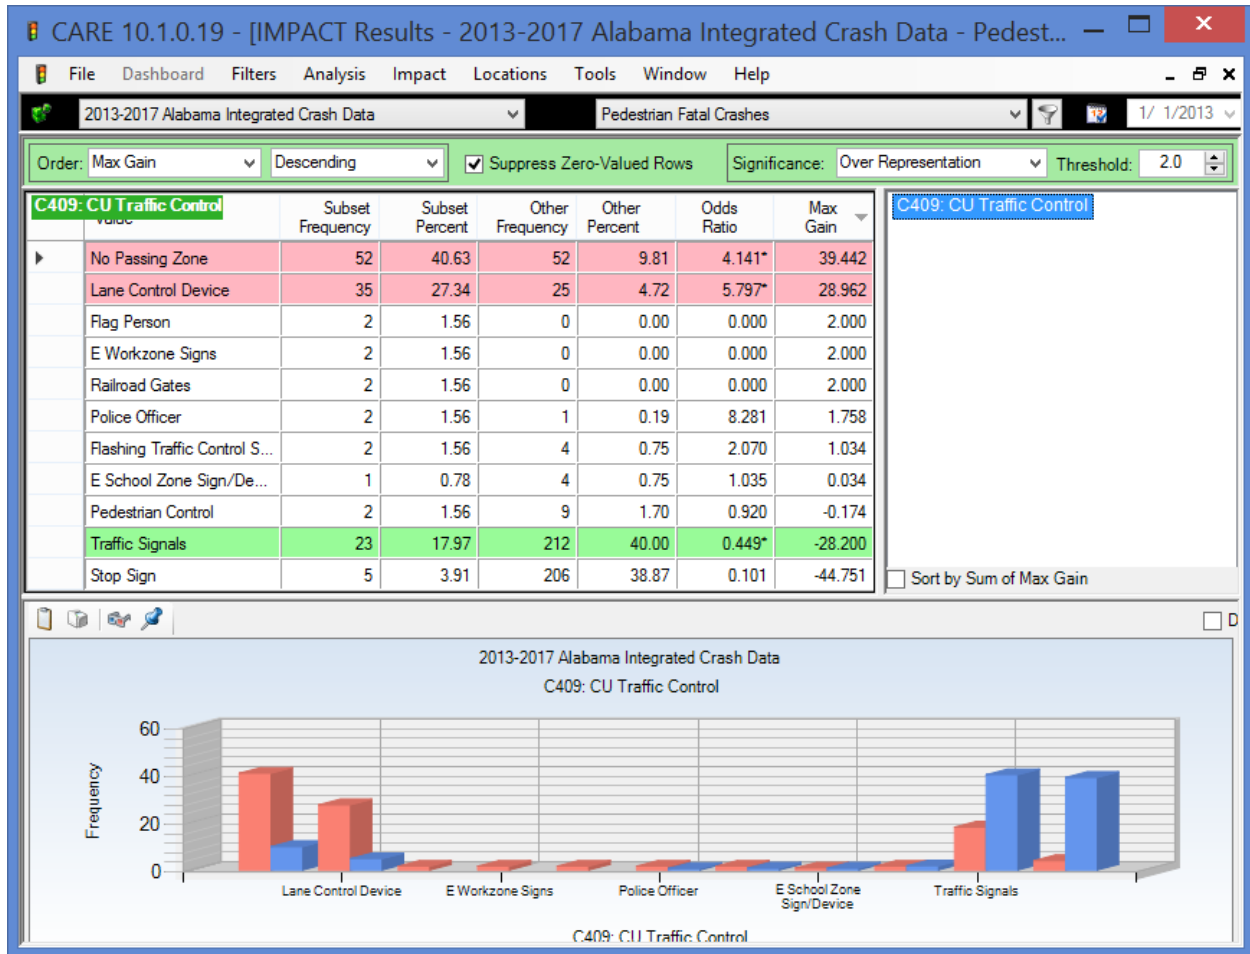 CARE 10.1.0.19 - [IMPACT Results - 2013-2017 Alabama Integrated Crash Data - Pedest...
File Dashboard Filters Analysis Impact Locations Tools Window Help
2013-2017 Alabama Integrated Crash Data Pedestrian Fatal Crashes 1/ 1/2013
Order: Max Gain Descending Suppress Zero-Valued Rows Significance: Over Representation Threshold: 2.0
C409: CU Traffic Control Subset Frequency Subset Percent Other Frequency Other Percent Odds Ratio Max Gain
C409: CU Traffic Control
No Passing Zone 52 40.63 52 9.81 4.141* 39.442
Lane Control Device 35 27.34 25 4.72 5.797* 28.962
Flag Person 2 1.56 0 0.00 0.000 2.000
E Workzone Signs 2 1.56 0 0.00 0.000 2.000
Railroad Gates 2 1.56 0 0.00 0.000 2.000
Police Officer 2 1.56 1 0.19 8.281 1.758
Flashing Traffic Control S... 2 1.56 4 0.75 2.070 1.034
E School Zone Sign/De... 1 0.78 4 0.75 1.035 0.034
Pedestrian Control 2 1.56 9 1.70 0.920 -0.174
Traffic Signals 23 17.97 212 40.00 0.449* -28.200
Stop Sign 5 3.91 206 38.87 0.101 -44.751
Sort by Sum of Max Gain
D
2013-2017 Alabama Integrated Crash Data
C409: CU Traffic Control
Frequency
60
40
20
0
Lane Control Device E Workzone Signs Police Officer E School Zone Sign/Device Traffic Signals
C409: CU Traffic Control